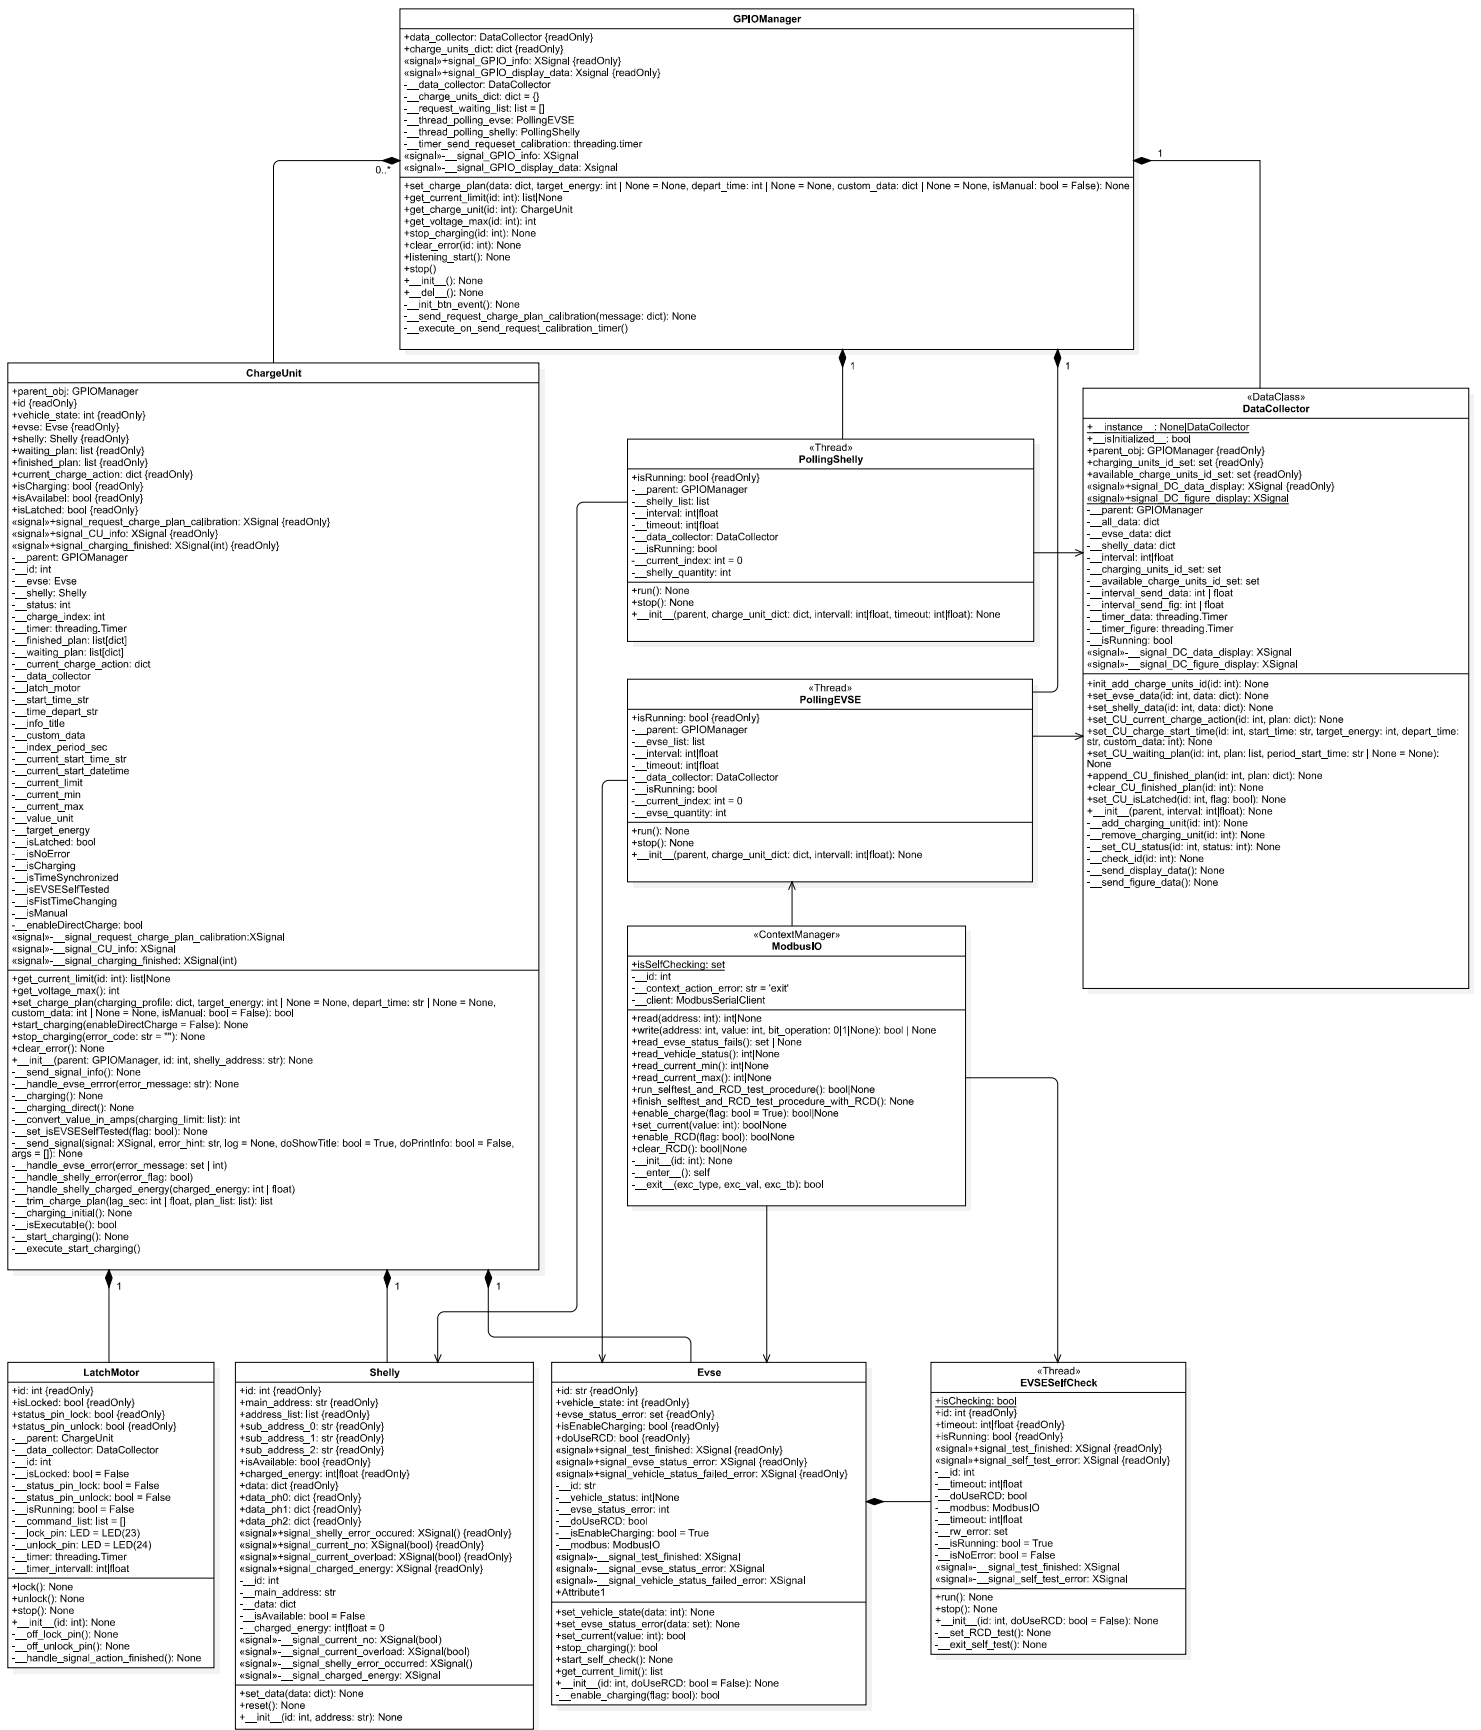 GPIOManager
+data_collector: DataCollector {readOnly}
+charge_units_dict: dict {readOnly}
«signal»+signal_GPIO_info: XSignal {readOnly}
«signal»+signal_GPIO_display_data: Xsignal {readOnly}
-__data_collector: DataCollector
-__charge_units_dict: dict = {}
-__request_waiting_list: list = []
-__thread_polling_evse: PollingEVSE
-__thread_polling_shelly: PollingShelly
-__timer_send_requeset_calibration: threading.timer
«signal»-__signal_GPIO_info: XSignal
«signal»-__signal_GPIO_display_data: Xsignal
+set_charge_plan(data: dict, target_energy: int | None = None, depart_time: int | None = None, custom_data: dict | None = None, isManual: bool = False): None
+get_current_limit(id: int): list|None
+get_charge_unit(id: int): ChargeUnit
+get_voltage_max(id: int): int
+stop_charging(id: int): None
+clear_error(id: int): None
+listening_start(): None
+stop()
+__init__(): None
+__del__(): None
-__init_btn_event(): None
-__send_request_charge_plan_calibration(message: dict): None
-__execute_on_send_request_calibration_timer()
0..*
1
1
1
ChargeUnit
+parent_obj: GPIOManager
+id {readOnly}
+vehicle_state: int {readOnly}
+evse: Evse {readOnly}
+shelly: Shelly {readOnly}
+waiting_plan: list {readOnly}
+finished_plan: list {readOnly}
+current_charge_action: dict {readOnly}
+isCharging: bool {readOnly}
+isAvailabel: bool {readOnly}
+isLatched: bool {readOnly}
«signal»+signal_request_charge_plan_calibration: XSignal {readOnly}
«signal»+signal_CU_info: XSignal {readOnly}
«signal»+signal_charging_finished: XSignal(int) {readOnly}
-__parent: GPIOManager
-__id: int
-__evse: Evse
-__shelly: Shelly
-__status: int
-__charge_index: int
-__timer: threading.Timer
-__finished_plan: list[dict]
-__waiting_plan: list[dict]
-__current_charge_action: dict
-__data_collector
-__latch_motor
-__start_time_str
-__time_depart_str
-__info_title
-__custom_data
-__index_period_sec
-__current_start_time_str
-__current_start_datetime
-__current_limit
-__current_min
-__current_max
-__value_unit
-__target_energy
-__isLatched: bool
-__isNoError
-__isCharging
-__isTimeSynchronized
-__isEVSESelfTested
-__isFistTimeChanging
-__isManual
-__enableDirectCharge: bool
«signal»-__signal_request_charge_plan_calibration:XSignal
«signal»-__signal_CU_info: XSignal
«signal»-__signal_charging_finished: XSignal(int)
+get_current_limit(id: int): list|None
+get_voltage_max(): int
+set_charge_plan(charging_profile: dict, target_energy: int | None = None, depart_time: str | None = None,
custom_data: int | None = None, isManual: bool = False): bool
+start_charging(enableDirectCharge = False): None
+stop_charging(error_code: str = ""): None
+clear_error(): None
+__init__(parent: GPIOManager, id: int, shelly_address: str): None
-__send_signal_info(): None
-__handle_evse_errror(error_message: str): None
-__charging(): None
-__charging_direct(): None
-__convert_value_in_amps(charging_limit: list): int
-__set_isEVSESelfTested(flag: bool): None
-__send_signal(signal: XSignal, error_hint: str, log = None, doShowTitle: bool = True, doPrintInfo: bool = False,
args = []): None
-__handle_evse_error(error_message: set | int)
-__handle_shelly_error(error_flag: bool)
-__handle_shelly_charged_energy(charged_energy: int | float)
-__trim_charge_plan(lag_sec: int | float, plan_list: list): list
-__charging_initial(): None
-__isExecutable(): bool
-__start_charging(): None
-__execute_start_charging()
1
1
1
«Thread»
PollingShelly
+isRunning: bool {readOnly}
-__parent: GPIOManager
-__shelly_list: list
-__interval: int|float
-__timeout: int|float
-__data_collector: DataCollector
-__isRunning: bool
-__current_index: int = 0
-__shelly_quantity: int
+run(): None
+stop(): None
+__init__(parent, charge_unit_dict: dict, intervall: int|float, timeout: int|float): None
«Thread»
PollingEVSE
+isRunning: bool {readOnly}
-__parent: GPIOManager
-__evse_list: list
-__interval: int|float
-__timeout: int|float
-__data_collector: DataCollector
-__isRunning: bool
-__current_index: int = 0
-__evse_quantity: int
+run(): None
+stop(): None
+__init__(parent, charge_unit_dict: dict, intervall: int|float): None
«ContextManager»
ModbusIO
+isSelfChecking: set
-__id: int
-__context_action_error: str = 'exit'
-__client: ModbusSerialClient
+read(address: int): int|None
+write(address: int, value: int, bit_operation: 0|1|None): bool | None
+read_evse_status_fails(): set | None
+read_vehicle_status(): int|None
+read_current_min(): int|None
+read_current_max(): int|None
+run_selftest_and_RCD_test_procedure(): bool|None
+finish_selftest_and_RCD_test_procedure_with_RCD(): None
+enable_charge(flag: bool = True): bool|None
+set_current(value: int): boolNone
+enable_RCD(flag: bool): boolNone
+clear_RCD(): bool|None
-__init__(id: int): None
-__enter__(): self
-__exit__(exc_type, exc_val, exc_tb): bool
«DataClass»
DataCollector
+__instance__: None|DataCollector
+__isInitialized__: bool
+parent_obj: GPIOManager {readOnly}
+charging_units_id_set: set {readOnly}
+available_charge_units_id_set: set {readOnly}
«signal»+signal_DC_data_display: XSignal {readOnly}
«signal»+signal_DC_figure_display: XSignal
-__parent: GPIOManager
-__all_data: dict
-__evse_data: dict
-__shelly_data: dict
-__interval: int|float
-__charging_units_id_set: set
-__available_charge_units_id_set: set
-__interval_send_data: int | float
-__interval_send_fig: int | float
-__timer_data: threading.Timer
-__timer_figure: threading.Timer
-__isRunning: bool
«signal»-__signal_DC_data_display: XSignal
«signal»-__signal_DC_figure_display: XSignal
+init_add_charge_units_id(id: int): None
+set_evse_data(id: int, data: dict): None
+set_shelly_data(id: int, data: dict): None
+set_CU_current_charge_action(id: int, plan: dict): None
+set_CU_charge_start_time(id: int, start_time: str, target_energy: int, depart_time:
str, custom_data: int): None
+set_CU_waiting_plan(id: int, plan: list, period_start_time: str | None = None):
None
+append_CU_finished_plan(id: int, plan: dict): None
+clear_CU_finished_plan(id: int): None
+set_CU_isLatched(id: int, flag: bool): None
+__init__(parent, interval: int|float): None
-__add_charging_unit(id: int): None
-__remove_charging_unit(id: int): None
-__set_CU_status(id: int, status: int): None
-__check_id(id: int): None
-__send_display_data(): None
-__send_figure_data(): None
LatchMotor
+id: int {readOnly}
+isLocked: bool {readOnly}
+status_pin_lock: bool {readOnly}
+status_pin_unlock: bool {readOnly}
-__parent: ChargeUnit
-__data_collector: DataCollector
-__id: int
-__isLocked: bool = False
-__status_pin_lock: bool = False
-__status_pin_unlock: bool = False
-__isRunning: bool = False
-__command_list: list = []
-__lock_pin: LED = LED(23)
-__unlock_pin: LED = LED(24)
-__timer: threading.Timer
-__timer_intervall: int|float
+lock(): None
+unlock(): None
+stop(): None
+__init__(id: int): None
-__off_lock_pin(): None
-__off_unlock_pin(): None
-__handle_signal_action_finished(): None
Shelly
+id: int {readOnly}
+main_address: str {readOnly}
+address_list: list {readOnly}
+sub_address_0: str {readOnly}
+sub_address_1: str {readOnly}
+sub_address_2: str {readOnly}
+isAvailable: bool {readOnly}
+charged_energy: int|float {readOnly}
+data: dict {readOnly}
+data_ph0: dict {readOnly}
+data_ph1: dict {readOnly}
+data_ph2: dict {readOnly}
«signal»+signal_shelly_error_occured: XSignal() {readOnly}
«signal»+signal_current_no: XSignal(bool) {readOnly}
«signal»+signal_current_overload: XSignal(bool) {readOnly}
«signal»+signal_charged_energy: XSignal {readOnly}
-__id: int
-__main_address: str
-__data: dict
-__isAvailable: bool = False
-__charged_energy: int|float = 0
«signal»-__signal_current_no: XSignal(bool)
«signal»-__signal_current_overload: XSignal(bool)
«signal»-__signal_shelly_error_occurred: XSignal()
«signal»-__signal_charged_energy: XSignal
+set_data(data: dict): None
+reset(): None
+__init__(id: int, address: str): None
Evse
+id: str {readOnly}
+vehicle_state: int {readOnly}
+evse_status_error: set {readOnly}
+isEnableCharging: bool {readOnly}
+doUseRCD: bool {readOnly}
«signal»+signal_test_finished: XSignal {readOnly}
«signal»+signal_evse_status_error: XSignal {readOnly}
«signal»+signal_vehicle_status_failed_error: XSignal {readOnly}
-__id: str
-__vehicle_status: int|None
-__evse_status_error: int
-__doUseRCD: bool
-__isEnableCharging: bool = True
-__modbus: ModbusIO
«signal»-__signal_test_finished: XSignal
«signal»-__signal_evse_status_error: XSignal
«signal»-__signal_vehicle_status_failed_error: XSignal
+Attribute1
+set_vehicle_state(data: int): None
+set_evse_status_error(data: set): None
+set_current(value: int): bool
+stop_charging(): bool
+start_self_check(): None
+get_current_limit(): list
+__init__(id: int, doUseRCD: bool = False): None
-__enable_charging(flag: bool): bool
«Thread»
EVSESelfCheck
+isChecking: bool
+id: int {readOnly}
+timeout: int|float {readOnly}
+isRunning: bool {readOnly}
«signal»+signal_test_finished: XSignal {readOnly}
«signal»+signal_self_test_error: XSignal {readOnly}
-__id: int
-__timeout: int|float
-__doUseRCD: bool
-__modbus: ModbusIO
-__timeout: int|float
-__rw_error: set
-__isRunning: bool = True
-__isNoError: bool = False
«signal»-__signal_test_finished: XSignal
«signal»-__signal_self_test_error: XSignal
+run(): None
+stop(): None
+__init__(id: int, doUseRCD: bool = False): None
-__set_RCD_test(): None
-__exit_self_test(): None